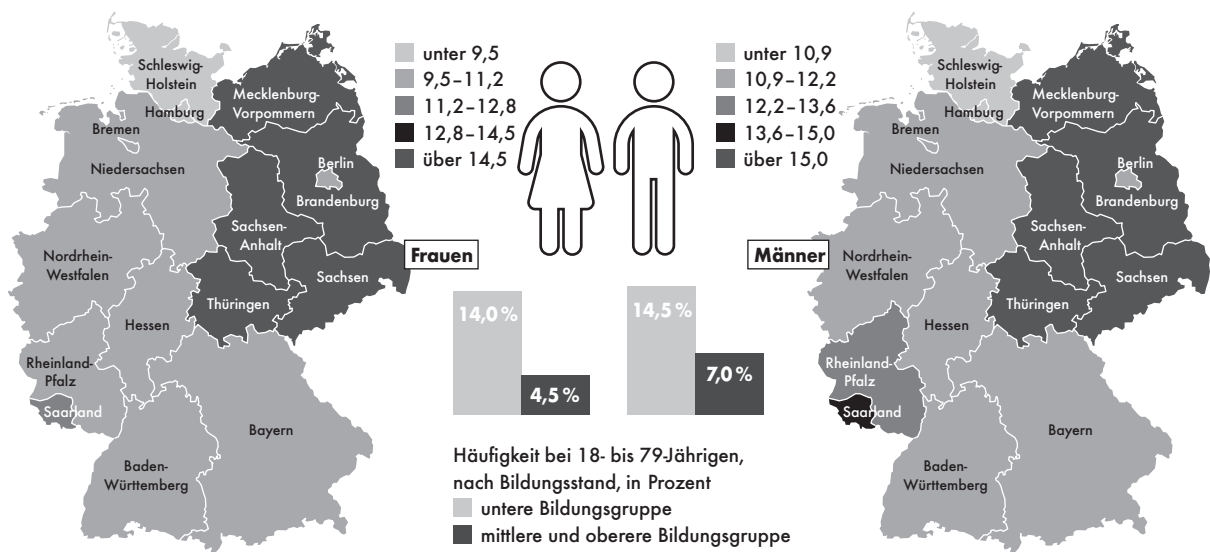 Schleswig-
Holstein
Hamburg
Mecklenburg-
Vorpommern
Bremen
Niedersachsen
Berlin
Brandenburg
Sachsen-
Anhalt
Nordrhein-
Westfalen
Sachsen
Thüringen
Hessen
Rheinland-
Pfalz
Saarland
Bayern
Baden-
Württemberg
unter 9,5
9,5–11,2
11,2–12,8
12,8–14,5
über 14,5
Frauen
unter 10,9
10,9–12,2
12,2–13,6
13,6–15,0
über 15,0
Männer
14,0 %
4,5 %
14,5 %
7,0 %
Häufigkeit bei 18- bis 79-Jährigen,
nach Bildungsstand, in Prozent
untere Bildungsgruppe
mittlere und oberere Bildungsgruppe
Schleswig-
Holstein
Hamburg
Mecklenburg-
Vorpommern
Bremen
Niedersachsen
Berlin
Brandenburg
Sachsen-
Anhalt
Nordrhein-
Westfalen
Sachsen
Thüringen
Hessen
Rheinland-
Pfalz
Saarland
Bayern
Baden-
Württemberg